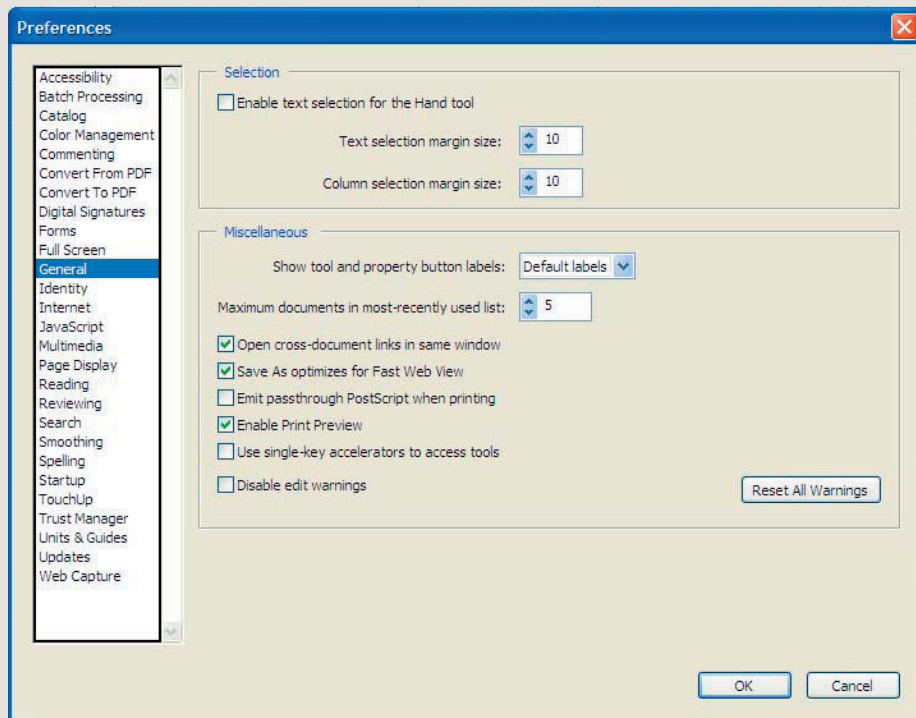 Preferences
Accessibility
Batch Processing
Catalog
Color Management
Commenting
Convert From PDF
Convert To PDF
Digital Signatures
Forms
Full Screen
General
Identity
Internet
JavaScript
Multimedia
Page Display
Reading
Reviewing
Search
Smoothing
Spelling
Startup
TouchUp
Trust Manager
Units & Guides
Updates
Web Capture
Selection
Enable text selection for the Hand tool
Text selection margin size: 10
Column selection margin size: 10
Miscellaneous
Show tool and property button labels: Default labels
Maximum documents in most-recently used list: 5
Open cross-document links in same window
Save As optimizes for Fast Web View
Emit passthrough PostScript when printing
Enable Print Preview
Use single-key accelerators to access tools
Disable edit warnings
Reset All Warnings
OK Cancel